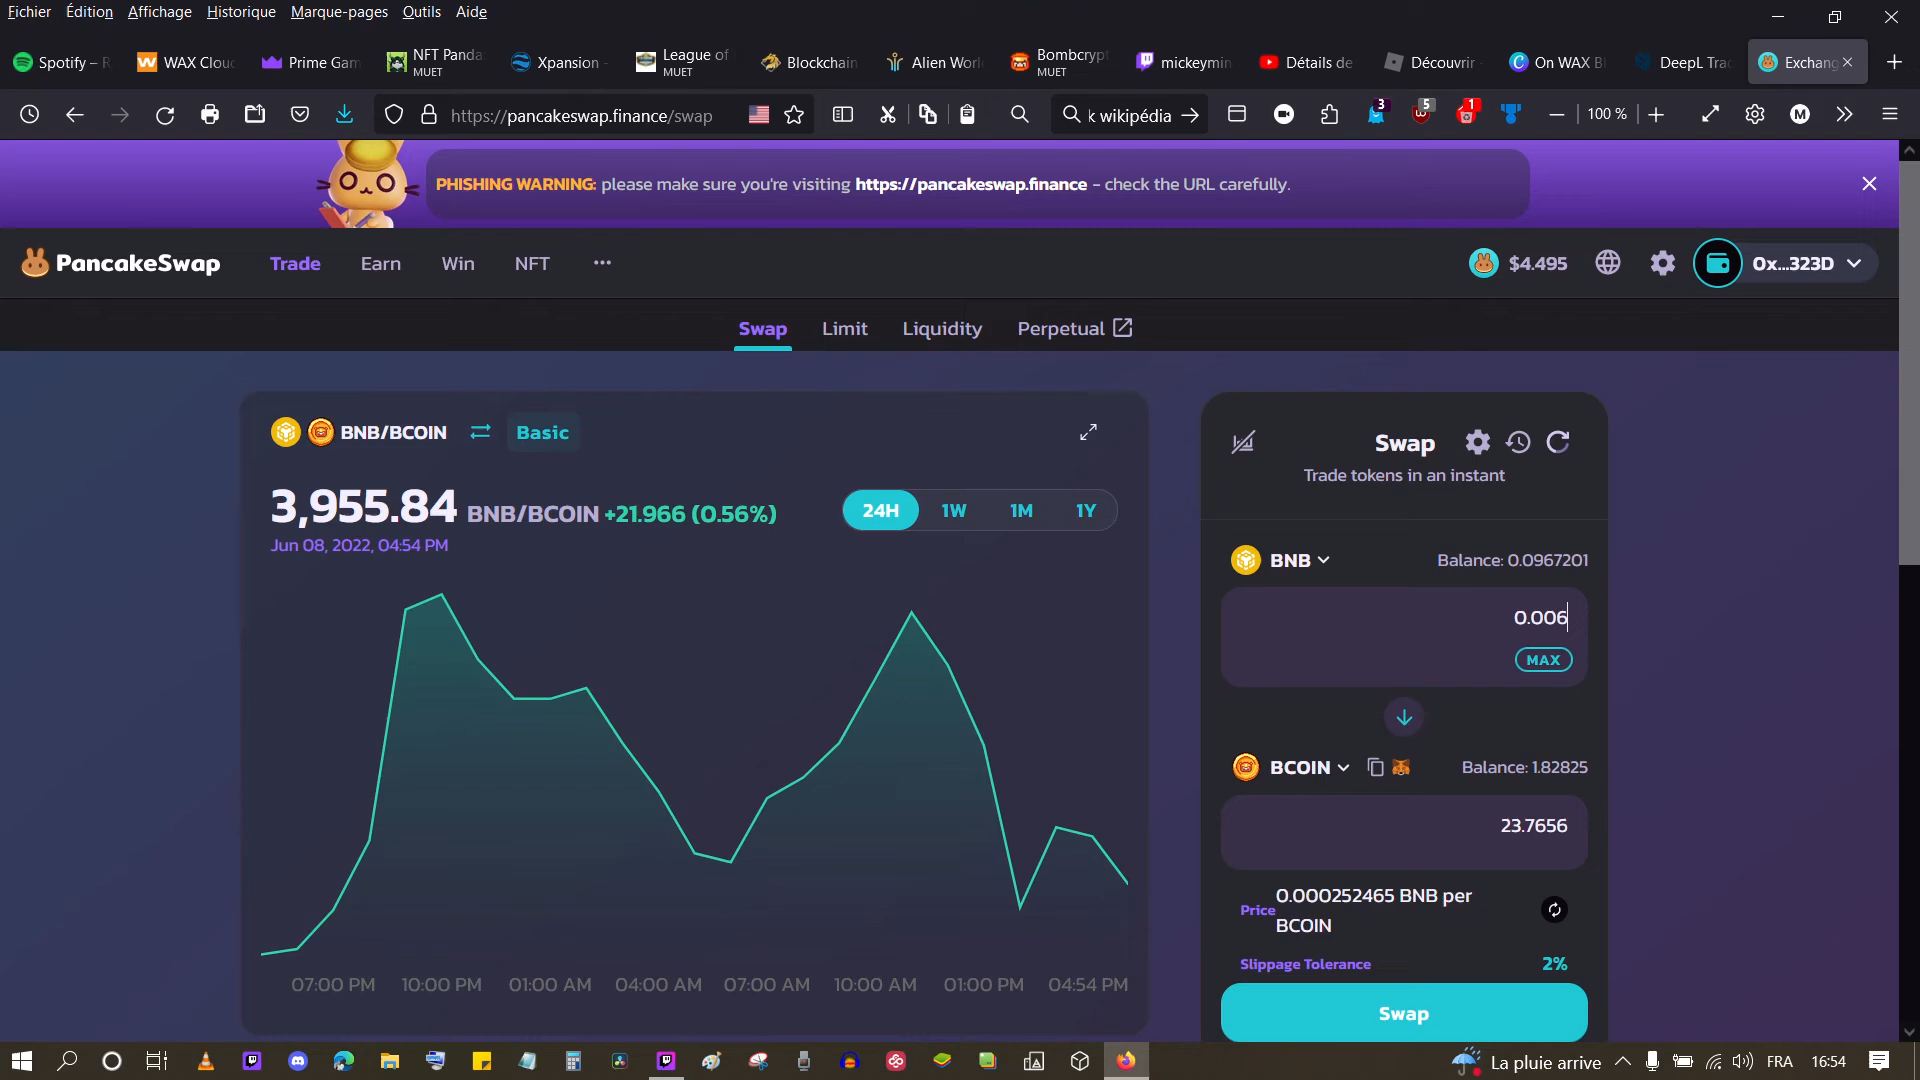 Fichier Édition Affichage Historique Marque-pages Outils Aide
Spotify – R WAX Clou Prime Gam NFT Panda Xpansion - League of Blockchain Alien Worl Bombcrypt mickeymin Détails de Découvrir On WAX Bl DeepL Trad Exchang
MUET MUET MUET
https://pancakeswap.finance/swap k wikipédia 3 5 1 100 % M
PHISHING WARNING: please make sure you're visiting https://pancakeswap.finance - check the URL carefully.
PancakeSwap Trade Earn Win NFT $4.495 0x...323D
Swap Limit Liquidity Perpetual
BNB/BCOIN Basic
3,955.84 BNB/BCOIN +21.966 (0.56%)
24H 1W 1M 1Y
Jun 08, 2022, 04:54 PM
07:00 PM 10:00 PM 01:00 AM 04:00 AM 07:00 AM 10:00 AM 01:00 PM 04:54 PM
Swap
Trade tokens in an instant
BNB Balance: 0.0967201
0.006
MAX
BCOIN Balance: 1.82825
23.7656
Price 0.000252465 BNB per
BCOIN
Slippage Tolerance 2%
Swap
La pluie arrive FRA 16:54